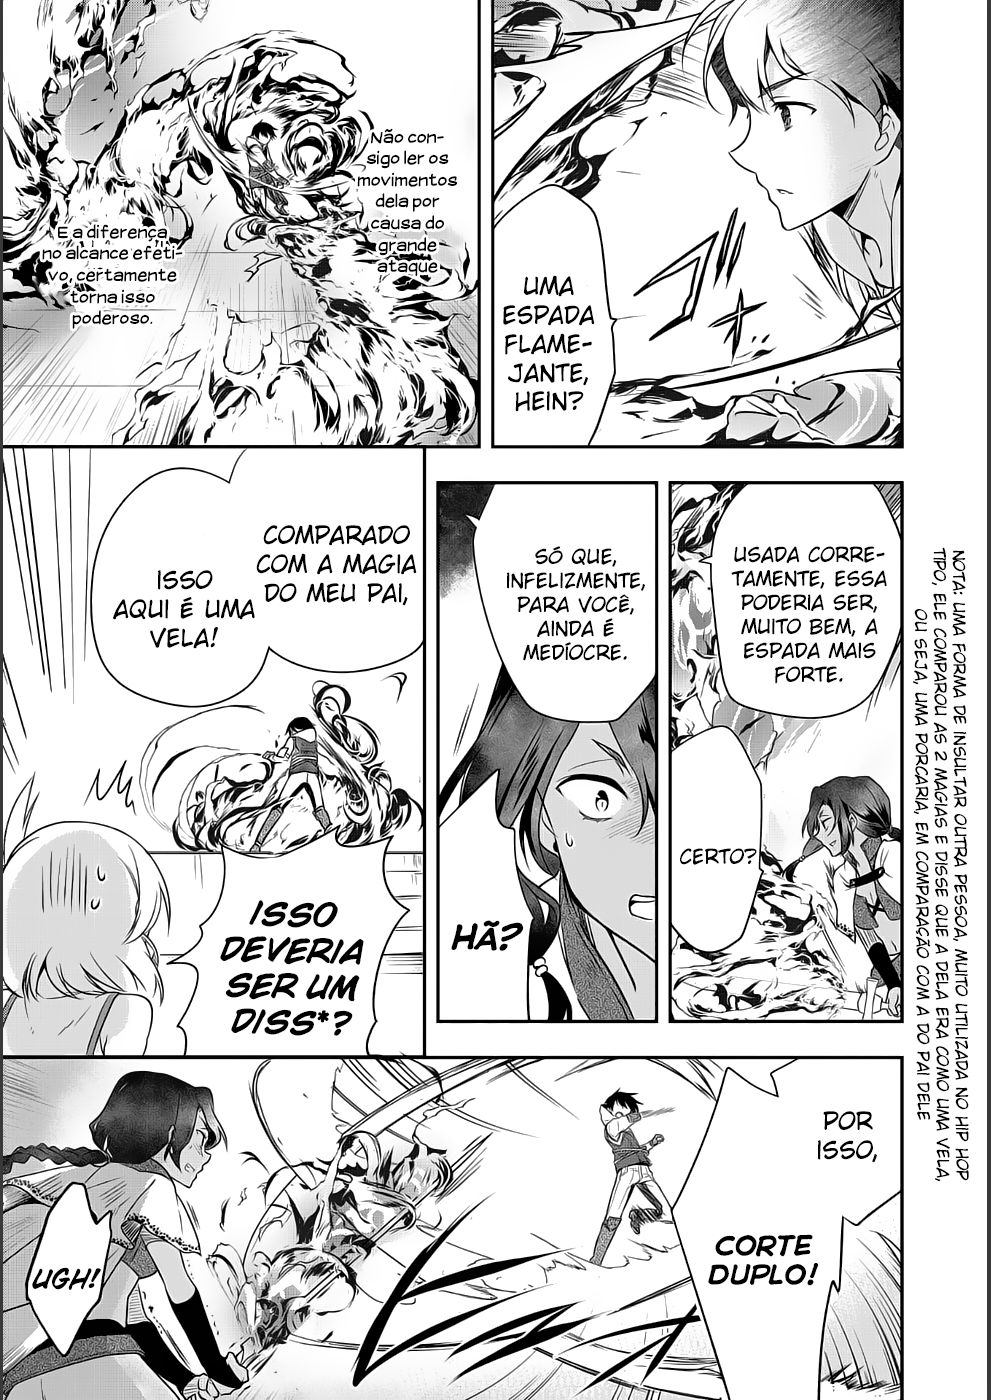 UMA
ESPADA
FLAME-
JANTE,
HEIN?
Não con-
sigo ler os
movimentos
dela por
causa do
grande
ataque
E a diferença
no alcance efeti-
vo, certamente
torna isso
poderoso.
USADA CORRE-
TAMENTE, ESSA
PODERIA SER,
MUITO BEM, A
ESPADA MAIS
FORTE.
CERTO?
SÓ QUE,
INFELIZMENTE,
PARA VOCÊ,
AINDA É
MEDÍOCRE.
HÃ?
COMPARADO
COM A MAGIA
DO MEU PAI,
ISSO
AQUI É UMA
VELA!
ISSO
DEVERIA
SER UM
DISS*?
NOTA: UMA FORMA DE INSULTAR OUTRA PESSOA, MUITO UTILIZADA NO HIP HOP
TIPO, ELE COMPAROU AS 2 MAGIAS E DISSE QUE A DELA ERA COMO UMA VELA,
OU SEJA, UMA PORCARIA, EM COMPARAÇÃO COM A DO PAI DELE
POR
ISSO,
CORTE
DUPLO!
UGH!